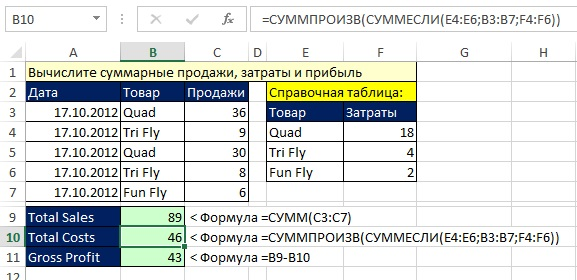 B10 =СУММПРОИЗВ(СУММЕСЛИ(E4:E6;B3:B7;F4:F6))
A B C D E F G H
1 Вычислите суммарные продажи, затраты и прибыль
2 Дата Товар Продажи Справочная таблица:
3 17.10.2012 Quad 36 Товар Затраты
4 17.10.2012 Tri Fly 9 Quad 18
5 17.10.2012 Quad 30 Tri Fly 4
6 17.10.2012 Tri Fly 8 Fun Fly 2
7 17.10.2012 Fun Fly 6
9 Total Sales 89 < Формула =СУММ(C3:C7)
10 Total Costs 46 < Формула =СУММПРОИЗВ(СУММЕСЛИ(E4:E6;B3:B7;F4:F6))
11 Gross Profit 43 < Формула =B9-B10